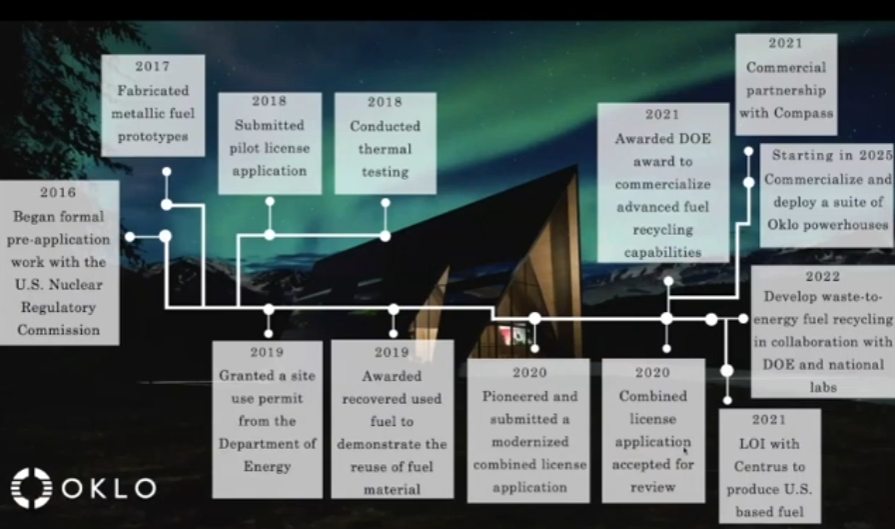 2016
Began formal
pre-application
work with the
U.S. Nuclear
Regulatory
Commission
2017
Fabricated
metallic fuel
prototypes
2018
Submitted
pilot license
application
2018
Conducted
thermal
testing
2019
Granted a site
use permit
from the
Department of
Energy
2019
Awarded
recovered used
fuel to
demonstrate the
reuse of fuel
material
2020
Pioneered and
submitted a
modernized
combined license
application
2020
Combined
license
application
accepted for
review
2021
Awarded DOE
award to
commercialize
advanced fuel
recycling
capabilities
2021
Commercial
partnership
with Compass
Starting in 2025
Commercialize and
deploy a suite of
Oklo powerhouses
2022
Develop waste-to-
energy fuel recycling
in collaboration with
DOE and national
labs
2021
LOI with
Centrus to
produce U.S.
based fuel
OKLO